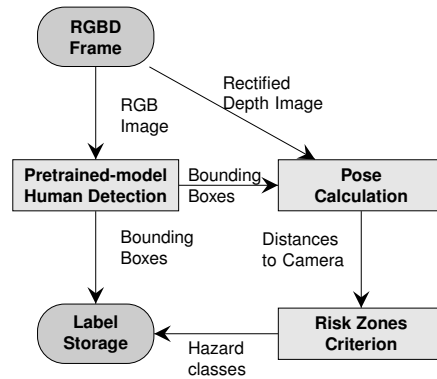 RGBD
Frame
RGB
Image
Rectified
Depth Image
Pretrained-model
Human Detection
Bounding
Boxes
Pose
Calculation
Bounding
Boxes
Distances
to Camera
Label
Storage
Hazard
classes
Risk Zones
Criterion